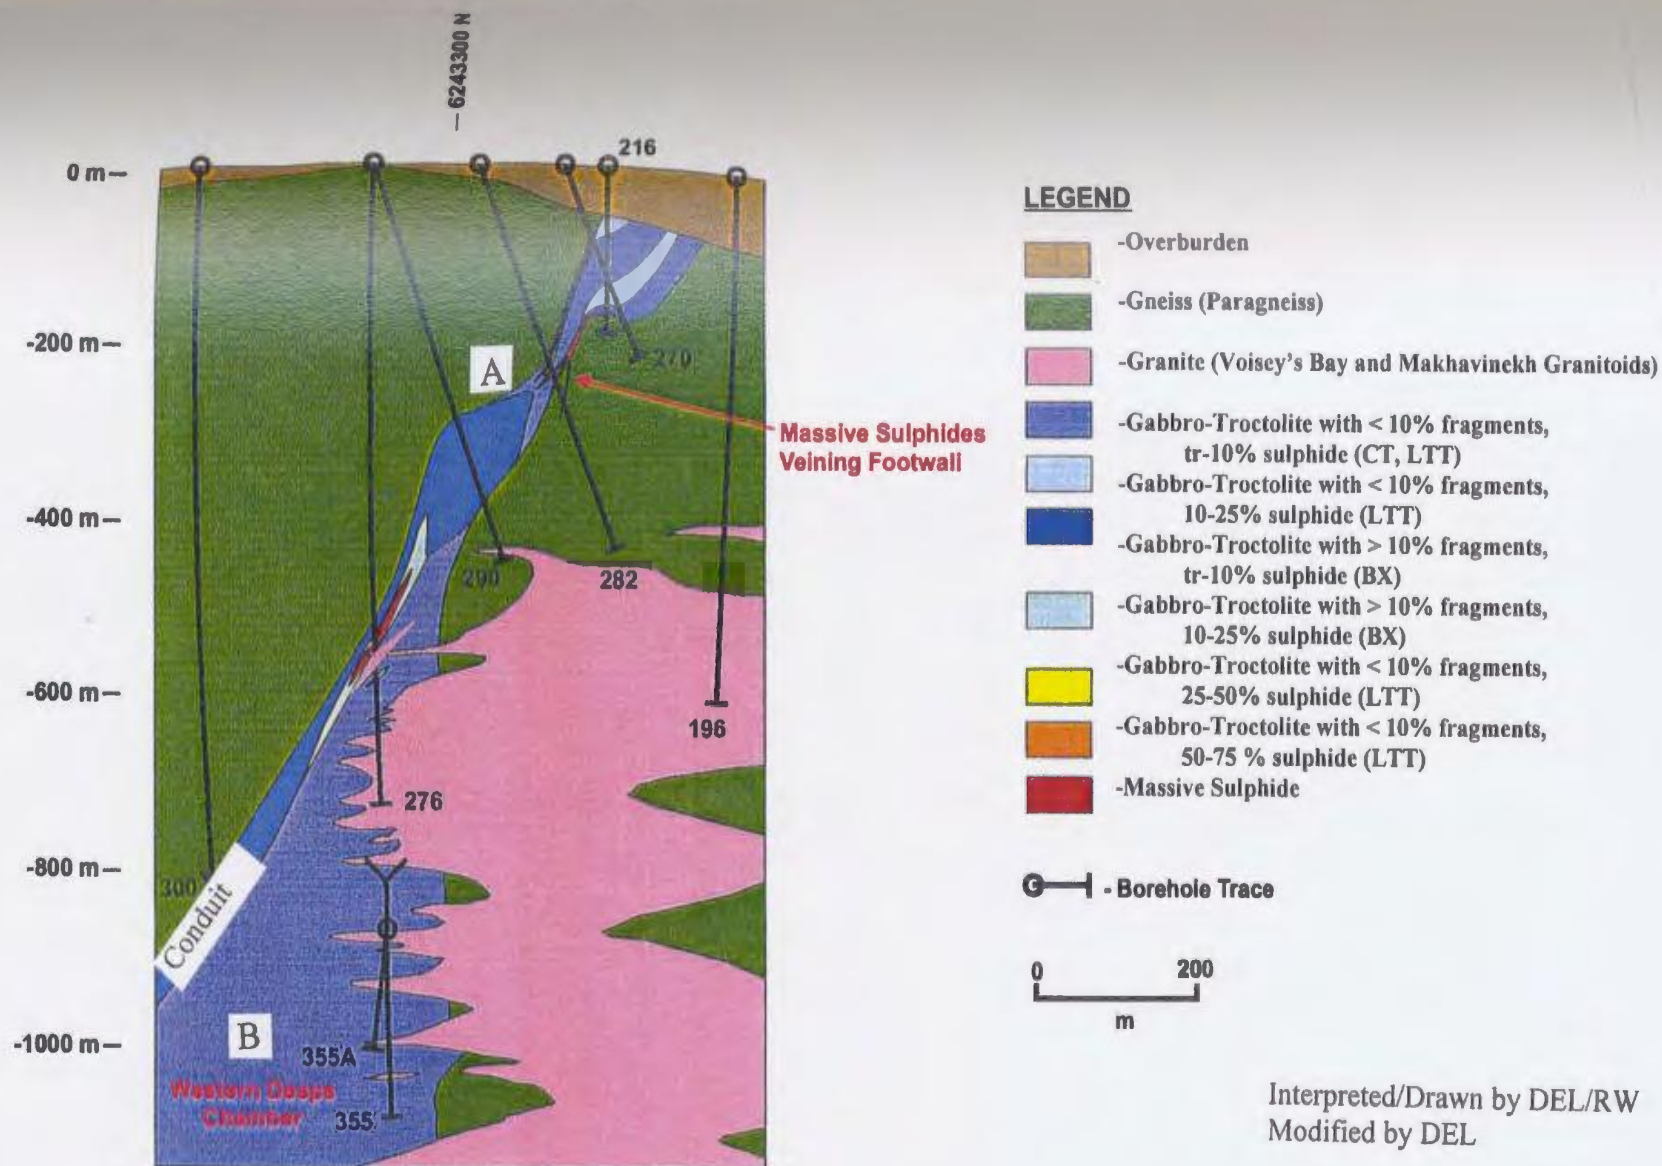 — 6243300 N
0 m—
-200 m—
-400 m—
-600 m—
-800 m—
-1000 m—
216
270
A
Massive Sulphides
Veining Footwall
290
282
196
276
300
Conduit
B
355A
Western Deeps
Chamber
355
LEGEND
-Overburden
-Gneiss (Paragneiss)
-Granite (Voisey's Bay and Makhavinekh Granitoids)
-Gabbro-Troctolite with < 10% fragments,
tr-10% sulphide (CT, LTT)
-Gabbro-Troctolite with < 10% fragments,
10-25% sulphide (LTT)
-Gabbro-Troctolite with > 10% fragments,
tr-10% sulphide (BX)
-Gabbro-Troctolite with > 10% fragments,
10-25% sulphide (BX)
-Gabbro-Troctolite with < 10% fragments,
25-50% sulphide (LTT)
-Gabbro-Troctolite with < 10% fragments,
50-75 % sulphide (LTT)
-Massive Sulphide
- Borehole Trace
0 200
m
Interpreted/Drawn by DEL/RW
Modified by DEL